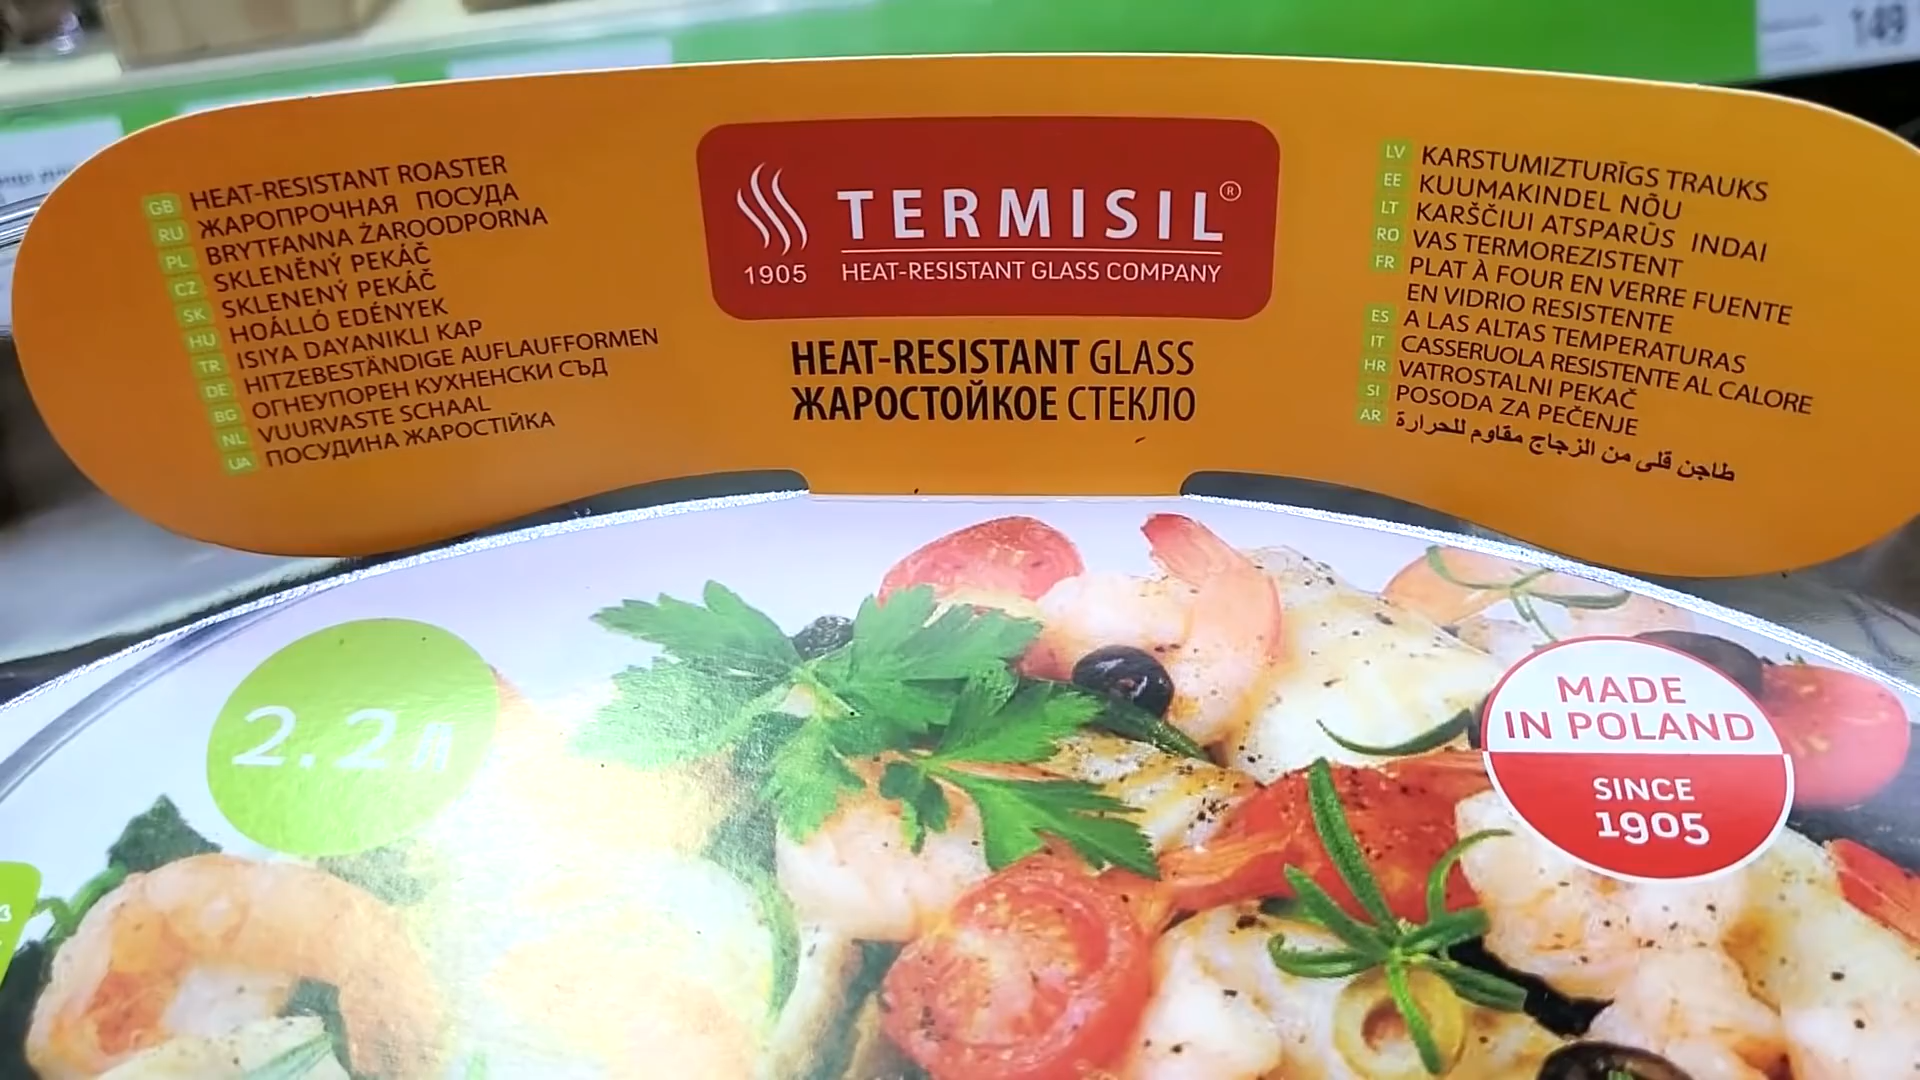 149
GB HEAT-RESISTANT ROASTER
RU ЖАРОПРОЧНАЯ ПОСУДА
PL BRYTFANNA ŻAROODPORNA
CZ SKLENĚNÝ PEKÁČ
SK SKLENENÝ PEKÁČ
HU HOÁLLÓ EDÉNYEK
TR ISIYA DAYANIKLI KAP
DE HITZEBESTÄNDIGE AUFLAUFFORMEN
BG ОГНЕУПОРЕН КУХНЕНСКИ СЪД
NL VUURVASTE SCHAAL
UA ПОСУДИНА ЖАРОСТІЙКА
TERMISIL®
1905 HEAT-RESISTANT GLASS COMPANY
HEAT-RESISTANT GLASS
ЖАРОСТОЙКОЕ СТЕКЛО
LV KARSTUMIZTURĪGS TRAUKS
EE KUUMAKINDEL NÕU
LT KARŠČIUI ATSPARŪS INDAI
RO VAS TERMOREZISTENT
FR PLAT À FOUR EN VERRE FUENTE
EN VIDRIO RESISTENTE
ES A LAS ALTAS TEMPERATURAS
IT CASSERUOLA RESISTENTE AL CALORE
HR VATROSTALNI PEKAČ
SI POSODA ZA PEČENJE
AR طاجن قلى من الزجاج مقاوم للحرارة
2.2л
MADE
IN POLAND
SINCE
1905